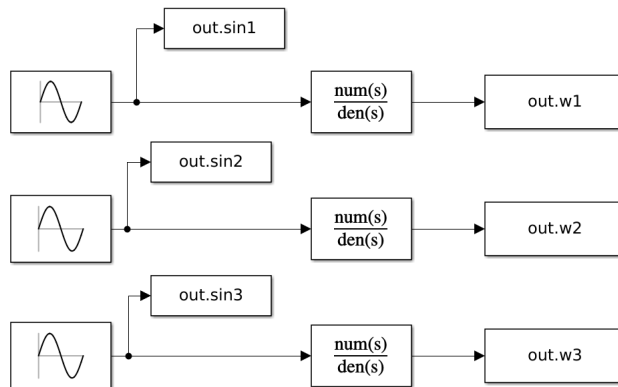 out.sin1
num(s)
den(s)
out.w1
out.sin2
num(s)
den(s)
out.w2
out.sin3
num(s)
den(s)
out.w3